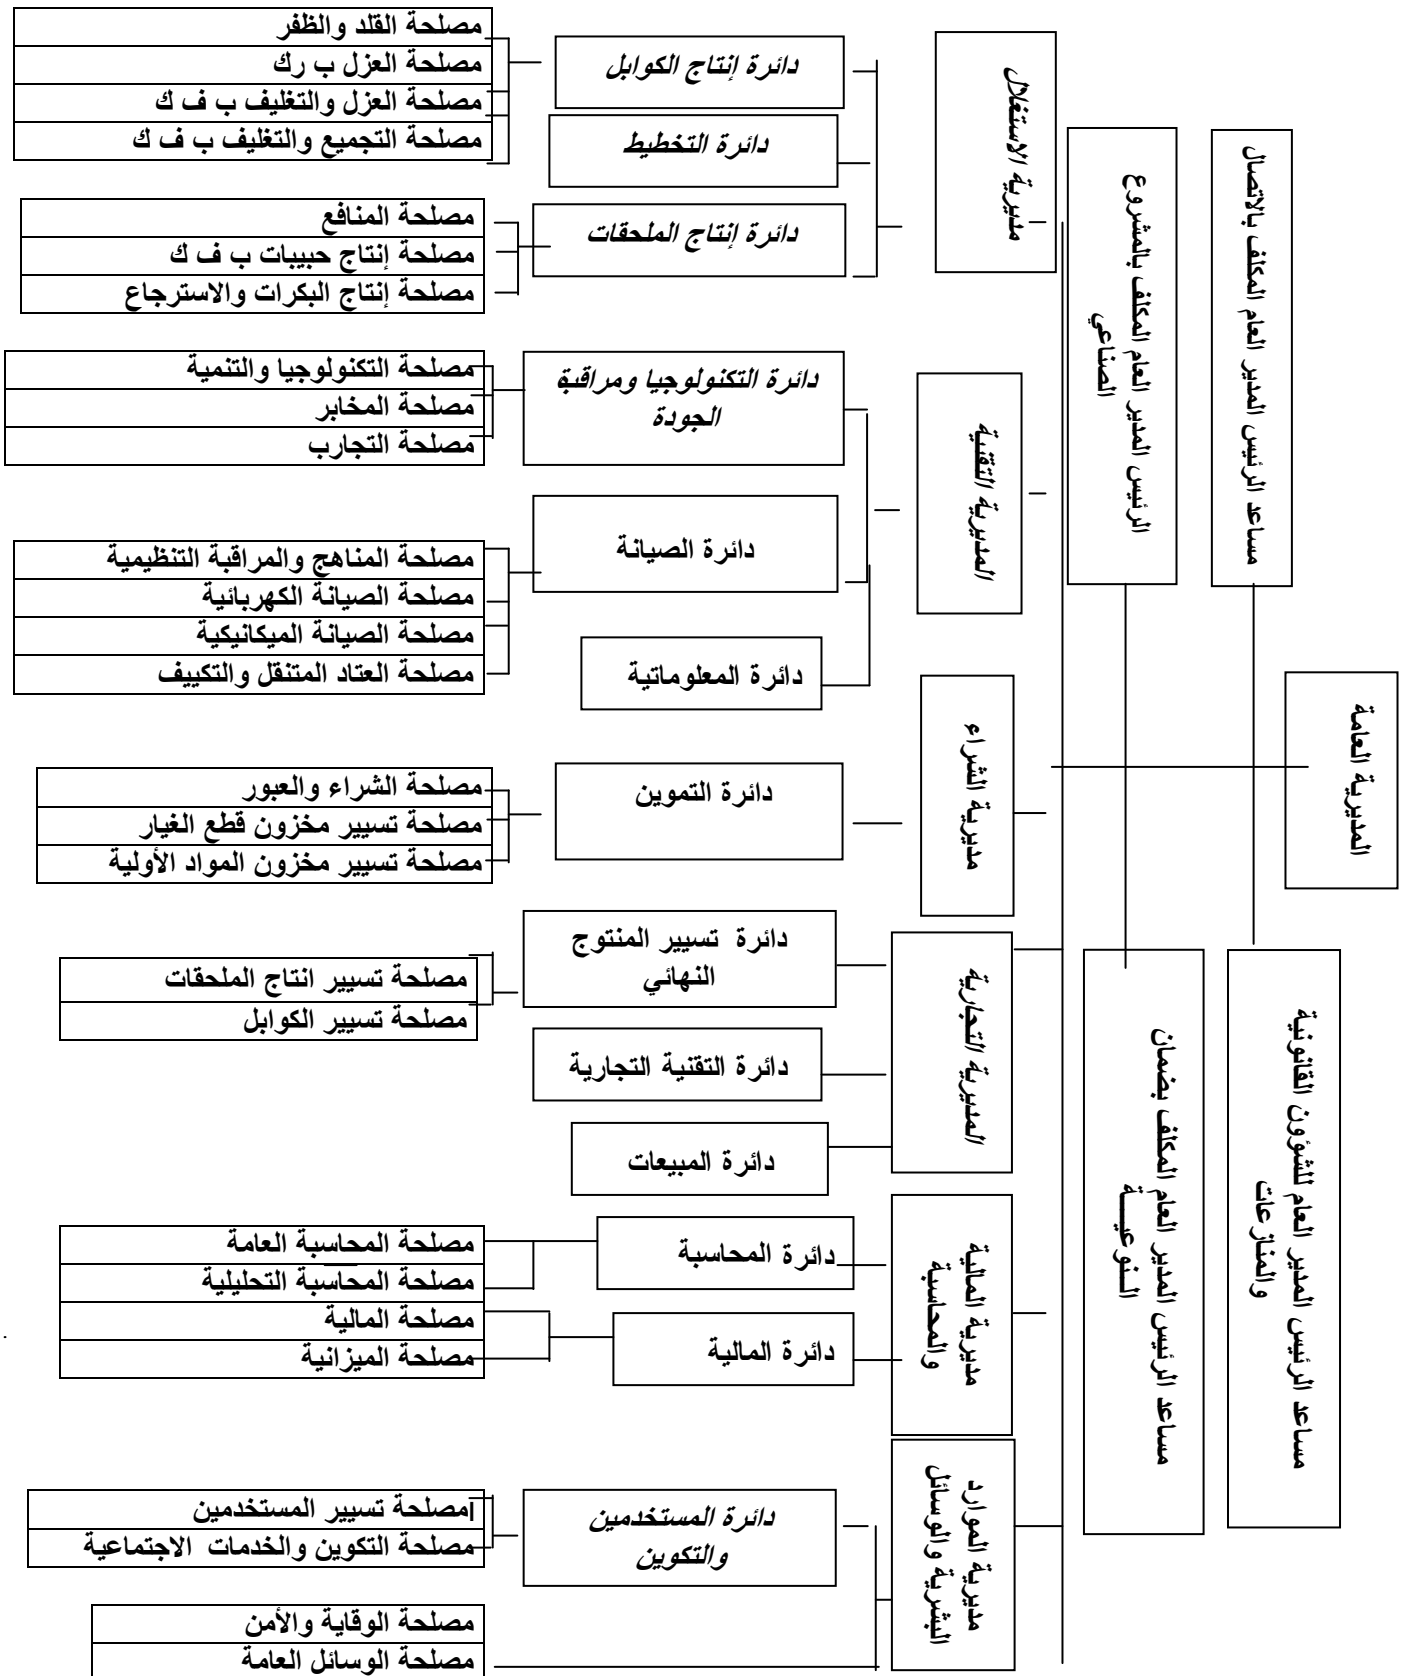 المديرية العامة
مساعد الرئيس المدير العام المكلف بالاتصال
مساعد الرئيس المدير العام للشؤون القانونية
والمنازعات
الرئيس المدير العام المكلف بالمشروع
الصناعي
مساعد الرئيس المدير العام المكلف بضمان
النوعيــــة
مديرية الاستغلال
دائرة إنتاج الكوابل
مصلحة القلد والظفر
مصلحة العزل ب رك
مصلحة العزل والتغليف ب ف ك
مصلحة التجميع والتغليف ب ف ك
دائرة التخطيط
دائرة إنتاج الملحقات
مصلحة المنافع
مصلحة إنتاج حبيبات ب ف ك
مصلحة إنتاج البكرات والاسترجاع
المديرية التقنية
دائرة التكنولوجيا ومراقبة
الجودة
مصلحة التكنولوجيا والتنمية
مصلحة المخابر
مصلحة التجارب
دائرة الصيانة
مصلحة المناهج والمراقبة التنظيمية
مصلحة الصيانة الكهربائية
مصلحة الصيانة الميكانيكية
مصلحة العتاد المتنقل والتكييف
دائرة المعلوماتية
مديرية الشراء
دائرة التموين
مصلحة الشراء والعبور
مصلحة تسيير مخزون قطع الغيار
مصلحة تسيير مخزون المواد الأولية
المديرية التجارية
دائرة تسيير المنتوج
النهائي
مصلحة تسيير انتاج الملحقات
مصلحة تسيير الكوابل
دائرة التقنية التجارية
دائرة المبيعات
مديرية المالية
والمحاسبة
دائرة المحاسبة
مصلحة المحاسبة العامة
مصلحة المحاسبة التحليلية
دائرة المالية
مصلحة المالية
مصلحة الميزانية
مديرية الموارد
البشرية والوسائل
دائرة المستخدمين
والتكوين
مصلحة تسيير المستخدمين
مصلحة التكوين والخدمات الاجتماعية
مصلحة الوقاية والأمن
مصلحة الوسائل العامة